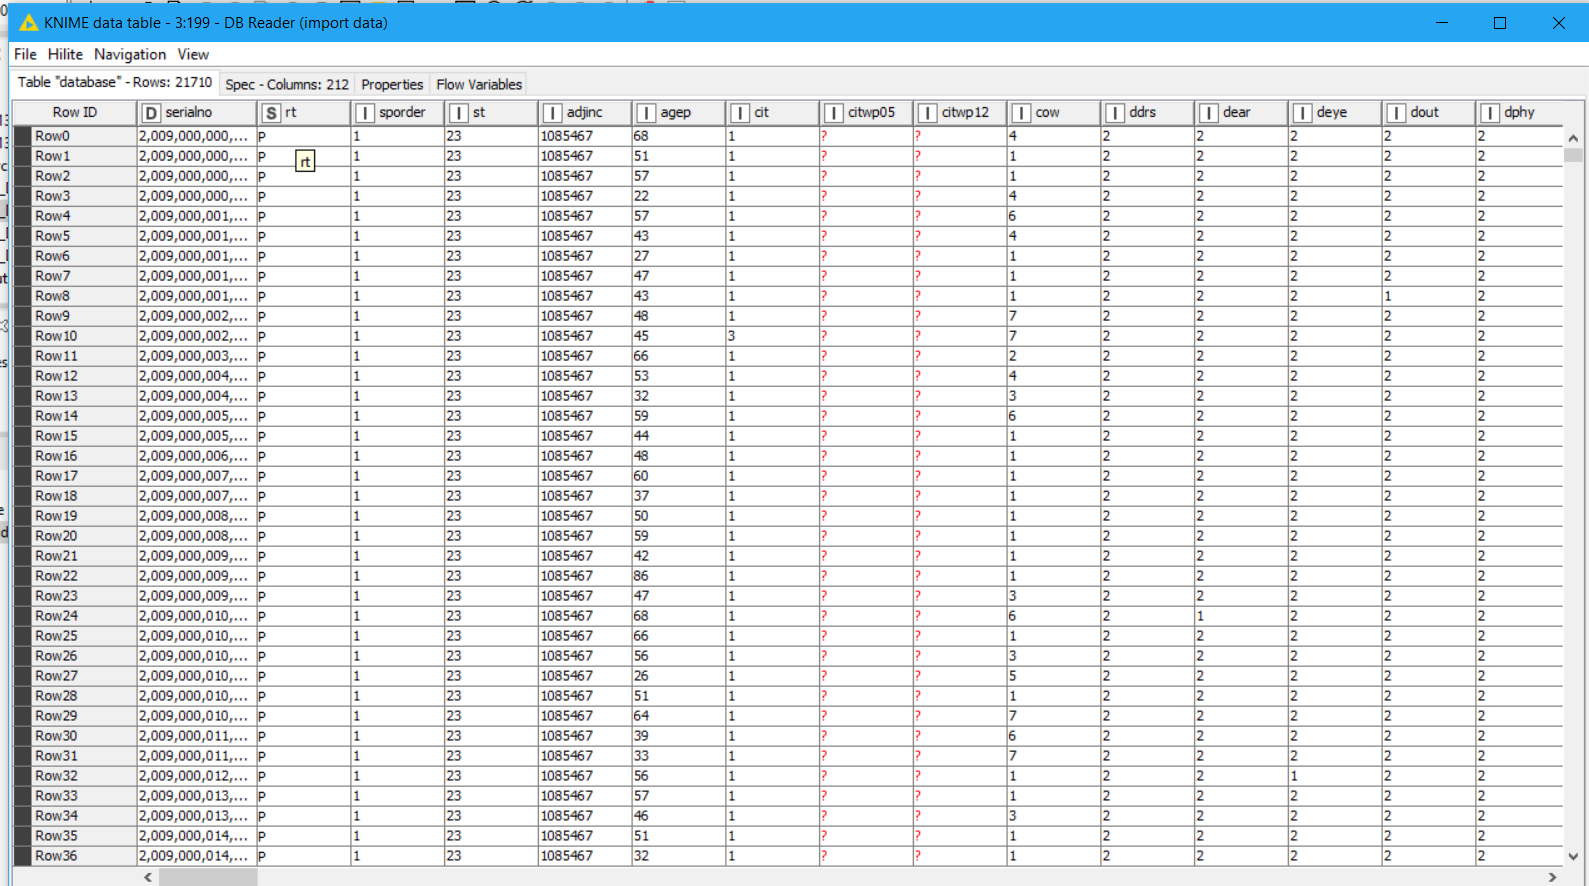 KNIME data table - 3:199 - DB Reader (import data)
File Hilite Navigation View
Table "database" - Rows: 21710 Spec - Columns: 212 Properties Flow Variables
Row ID D serialno S rt I sporder I st I adjinc I agep I cit I citwp05 I citwp12 I cow I ddrs I dear I deye I dout I dphy
Row0 2,009,000,000,... P 1 23 1085467 68 1 ? ? 4 2 2 2 2 2
Row1 2,009,000,000,... P 1 23 1085467 51 1 ? ? 1 2 2 2 2 2
rt
Row2 2,009,000,000,... P 1 23 1085467 57 1 ? ? 1 2 2 2 2 2
Row3 2,009,000,000,... P 1 23 1085467 22 1 ? ? 4 2 2 2 2 2
Row4 2,009,000,001,... P 1 23 1085467 57 1 ? ? 6 2 2 2 2 2
Row5 2,009,000,001,... P 1 23 1085467 43 1 ? ? 4 2 2 2 2 2
Row6 2,009,000,001,... P 1 23 1085467 27 1 ? ? 1 2 2 2 2 2
Row7 2,009,000,001,... P 1 23 1085467 47 1 ? ? 1 2 2 2 2 2
Row8 2,009,000,001,... P 1 23 1085467 43 1 ? ? 1 2 2 2 1 2
Row9 2,009,000,002,... P 1 23 1085467 48 1 ? ? 7 2 2 2 2 2
Row10 2,009,000,002,... P 1 23 1085467 45 3 ? ? 7 2 2 2 2 2
Row11 2,009,000,003,... P 1 23 1085467 66 1 ? ? 2 2 2 2 2 2
Row12 2,009,000,004,... P 1 23 1085467 53 1 ? ? 4 2 2 2 2 2
Row13 2,009,000,004,... P 1 23 1085467 32 1 ? ? 3 2 2 2 2 2
Row14 2,009,000,005,... P 1 23 1085467 59 1 ? ? 6 2 2 2 2 2
Row15 2,009,000,005,... P 1 23 1085467 44 1 ? ? 1 2 2 2 2 2
Row16 2,009,000,006,... P 1 23 1085467 48 1 ? ? 1 2 2 2 2 2
Row17 2,009,000,007,... P 1 23 1085467 60 1 ? ? 1 2 2 2 2 2
Row18 2,009,000,007,... P 1 23 1085467 37 1 ? ? 1 2 2 2 2 2
Row19 2,009,000,008,... P 1 23 1085467 50 1 ? ? 1 2 2 2 2 2
Row20 2,009,000,008,... P 1 23 1085467 59 1 ? ? 1 2 2 2 2 2
Row21 2,009,000,009,... P 1 23 1085467 42 1 ? ? 1 2 2 2 2 2
Row22 2,009,000,009,... P 1 23 1085467 86 1 ? ? 1 2 2 2 2 2
Row23 2,009,000,009,... P 1 23 1085467 47 1 ? ? 3 2 2 2 2 2
Row24 2,009,000,010,... P 1 23 1085467 68 1 ? ? 6 2 1 2 2 2
Row25 2,009,000,010,... P 1 23 1085467 66 1 ? ? 1 2 2 2 2 2
Row26 2,009,000,010,... P 1 23 1085467 56 1 ? ? 3 2 2 2 2 2
Row27 2,009,000,010,... P 1 23 1085467 26 1 ? ? 5 2 2 2 2 2
Row28 2,009,000,010,... P 1 23 1085467 51 1 ? ? 1 2 2 2 2 2
Row29 2,009,000,010,... P 1 23 1085467 64 1 ? ? 7 2 2 2 2 2
Row30 2,009,000,011,... P 1 23 1085467 39 1 ? ? 6 2 2 2 2 2
Row31 2,009,000,011,... P 1 23 1085467 33 1 ? ? 7 2 2 2 2 2
Row32 2,009,000,012,... P 1 23 1085467 56 1 ? ? 1 2 2 1 2 2
Row33 2,009,000,013,... P 1 23 1085467 57 1 ? ? 1 2 2 2 2 2
Row34 2,009,000,013,... P 1 23 1085467 46 1 ? ? 3 2 2 2 2 2
Row35 2,009,000,014,... P 1 23 1085467 51 1 ? ? 1 2 2 2 2 2
Row36 2,009,000,014,... P 1 23 1085467 32 1 ? ? 1 2 2 2 2 2